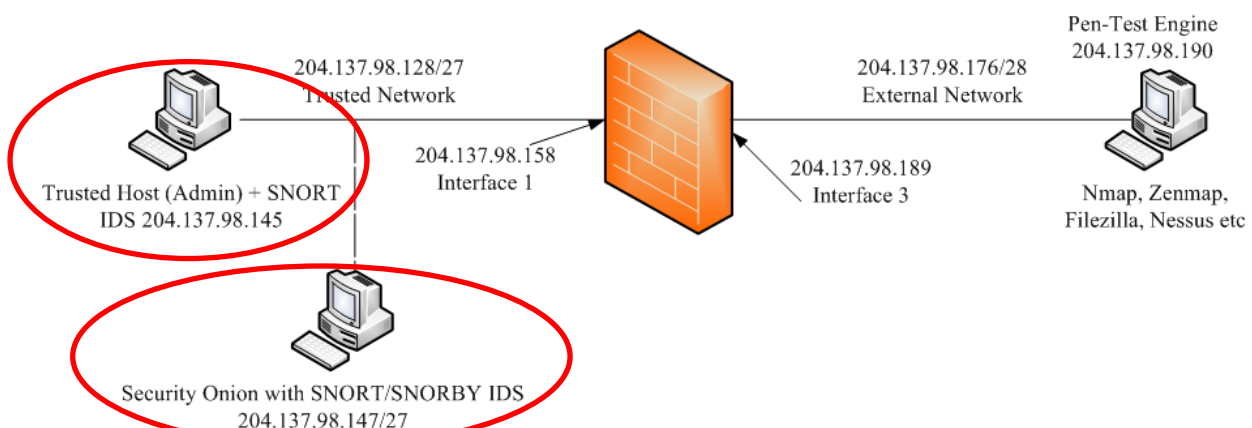 Pen-Test Engine
204.137.98.190
204.137.98.128/27
Trusted Network
204.137.98.176/28
External Network
204.137.98.158
Interface 1
204.137.98.189
Interface 3
Trusted Host (Admin) + SNORT
IDS 204.137.98.145
Nmap, Zenmap,
Filezilla, Nessus etc
Security Onion with SNORT/SNORBY IDS
204.137.98.147/27